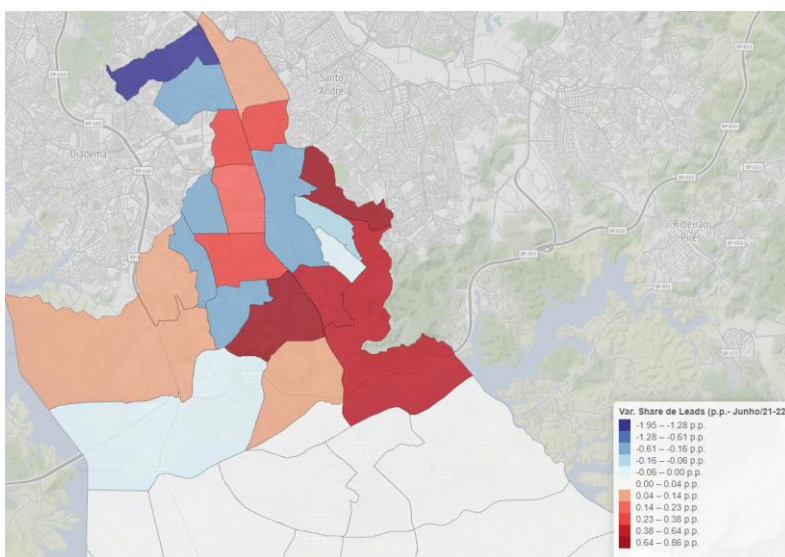 Santo
André
Diadema
Ribeirão
Pires
Var. Share de Leads (p.p.- Junho/21-22
-1.95 – -1.28 p.p.
-1.28 – -0.61 p.p.
-0.61 – -0.16 p.p.
-0.16 – -0.06 p.p.
-0.06 – 0.00 p.p.
0.00 – 0.04 p.p.
0.04 – 0.14 p.p.
0.14 – 0.23 p.p.
0.23 – 0.38 p.p.
0.38 – 0.64 p.p.
0.64 – 0.86 p.p.